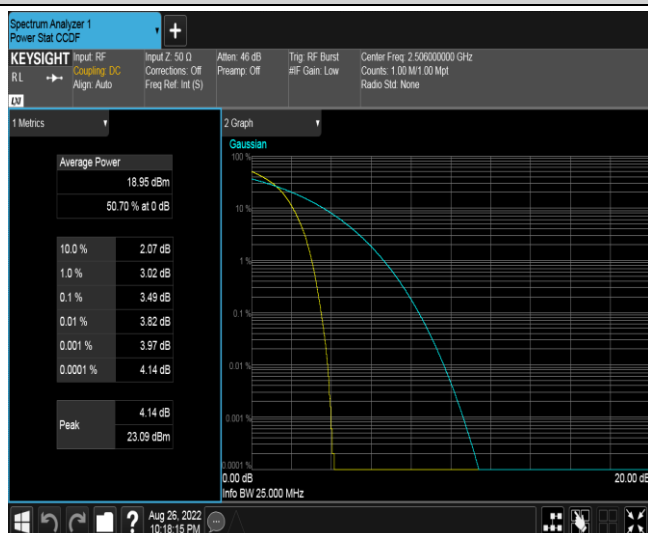 Spectrum Analyzer 1
Power Stat CCDF
+
KEYSIGHT
RL
LXI
Input: RF
Coupling: DC
Align: Auto
Input Z: 50 Ω
Corrections: Off
Freq Ref: Int (S)
Atten: 46 dB
Preamp: Off
Trig: RF Burst
#IF Gain: Low
Center Freq: 2.506000000 GHz
Counts: 1.00 M/1.00 Mpt
Radio Std: None
1 Metrics
Average Power
18.95 dBm
50.70 % at 0 dB
10.0 % 2.07 dB
1.0 % 3.02 dB
0.1 % 3.49 dB
0.01 % 3.82 dB
0.001 % 3.97 dB
0.0001 % 4.14 dB
Peak
4.14 dB
23.09 dBm
2 Graph
Gaussian
100 %
10 %
1 %
0.1 %
0.01 %
0.001 %
0.0001 %
0.00 dB 20.00 dB
Info BW 25.000 MHz
?
Aug 26, 2022
10:18:15 PM